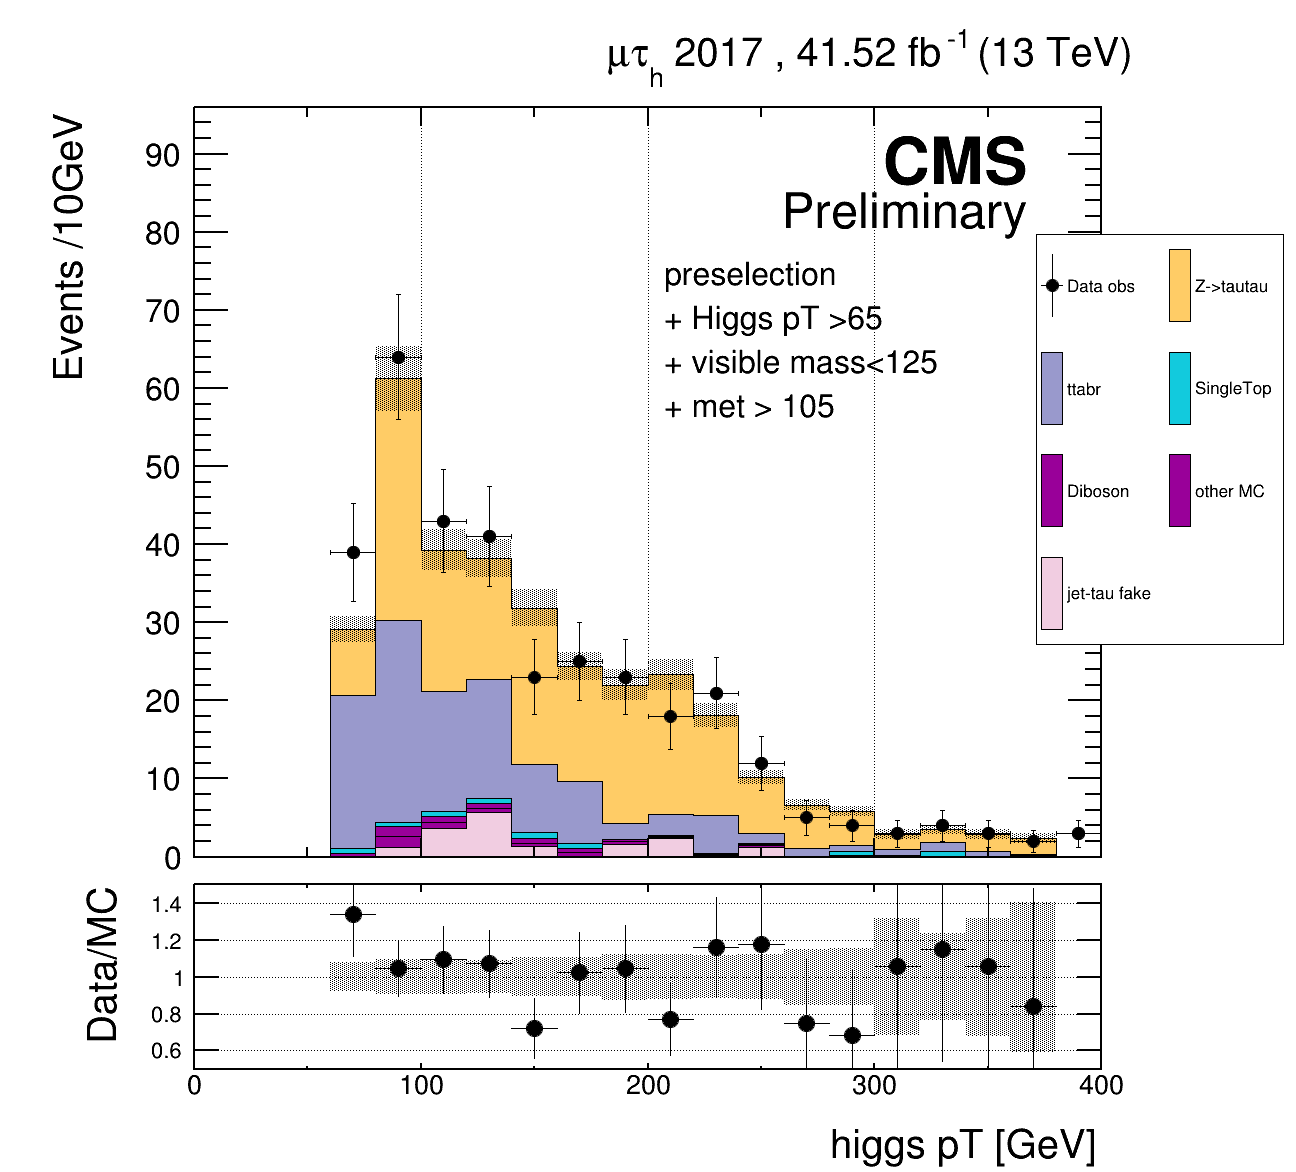 μτh 2017 , 41.52 fb-1 (13 TeV)
Events /10GeV
90
80
70
60
50
40
30
20
10
0
CMS
Preliminary
preselection
+ Higgs pT >65
+ visible mass<125
+ met > 105
Data obs
Z->tautau
ttabr
SingleTop
Diboson
other MC
jet-tau fake
Data/MC
1.4
1.2
1
0.8
0.6
0 100 200 300 400
higgs pT [GeV]